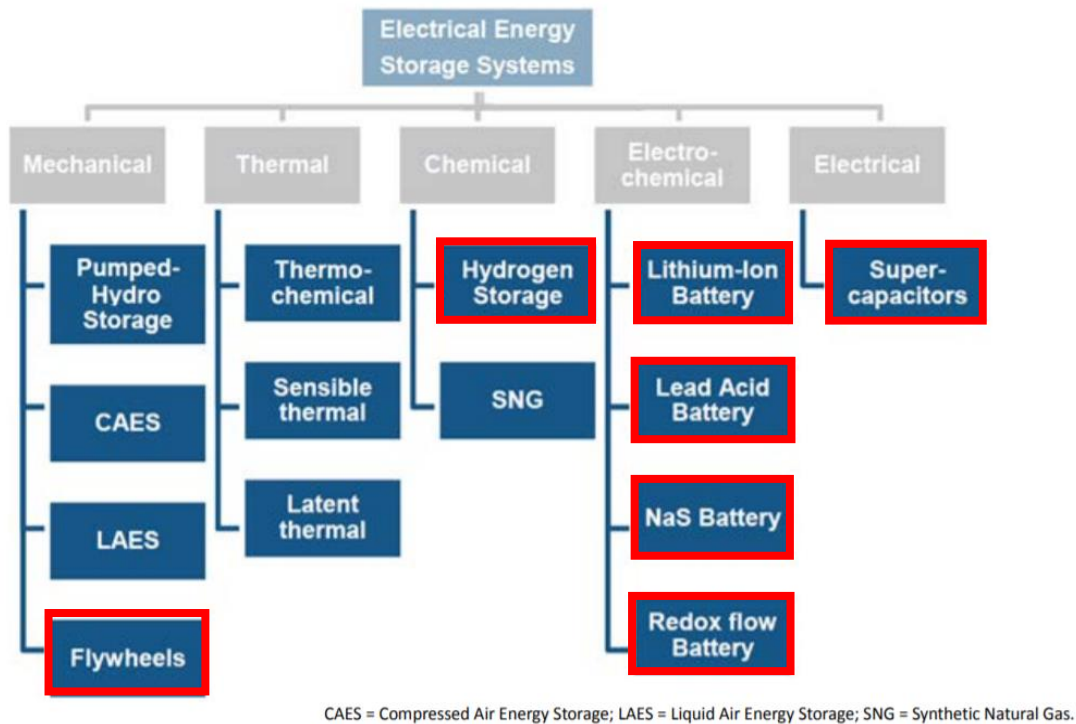 Electrical Energy
Storage Systems
Mechanical
Thermal
Chemical
Electro-
chemical
Electrical
Pumped-
Hydro
Storage
CAES
LAES
Flywheels
Thermo-
chemical
Sensible
thermal
Latent
thermal
Hydrogen
Storage
SNG
Lithium-Ion
Battery
Lead Acid
Battery
NaS Battery
Redox flow
Battery
Super-
capacitors
CAES = Compressed Air Energy Storage; LAES = Liquid Air Energy Storage; SNG = Synthetic Natural Gas.